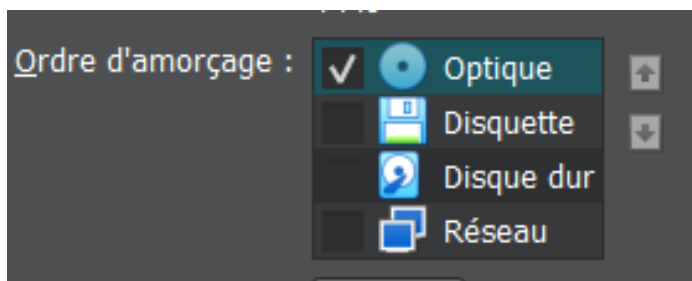 Ordre d'amorçage :
Optique
Disquette
Disque dur
Réseau